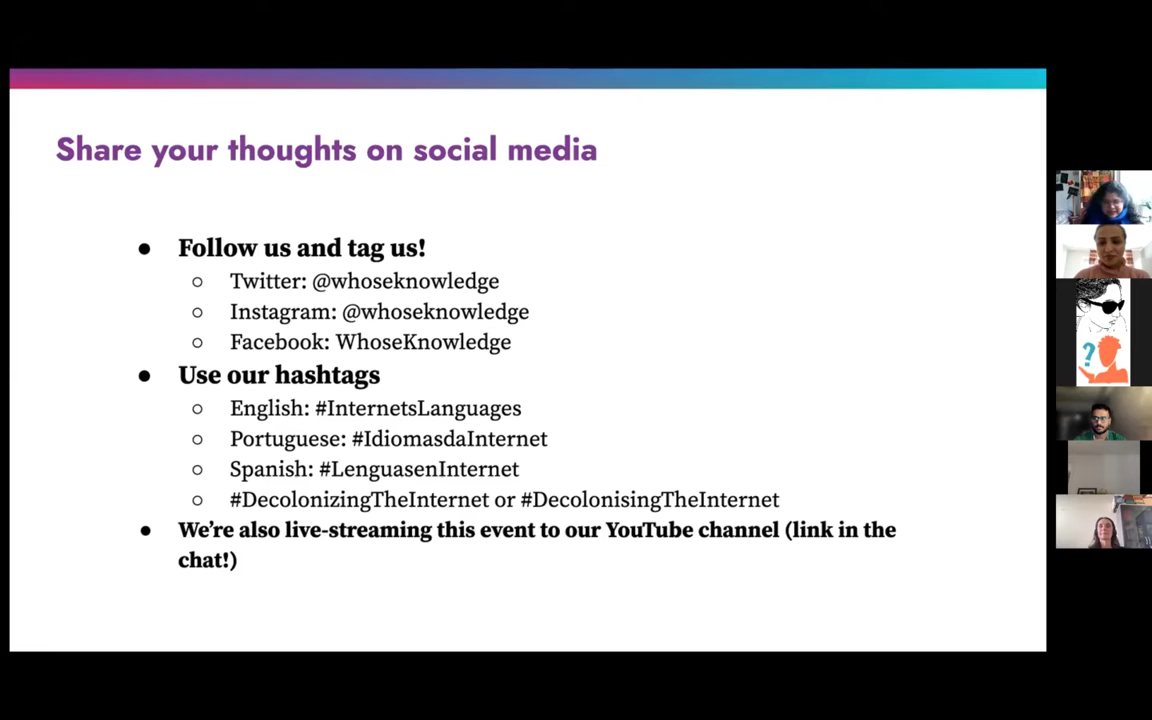 Share your thoughts on social media
● Follow us and tag us!
○ Twitter: @whoseknowledge
○ Instagram: @whoseknowledge
○ Facebook: WhoseKnowledge
● Use our hashtags
○ English: #InternetsLanguages
○ Portuguese: #IdiomasdaInternet
○ Spanish: #LenguasenInternet
○ #DecolonizingTheInternet or #DecolonisingTheInternet
● We’re also live-streaming this event to our YouTube channel (link in the
chat!)
?